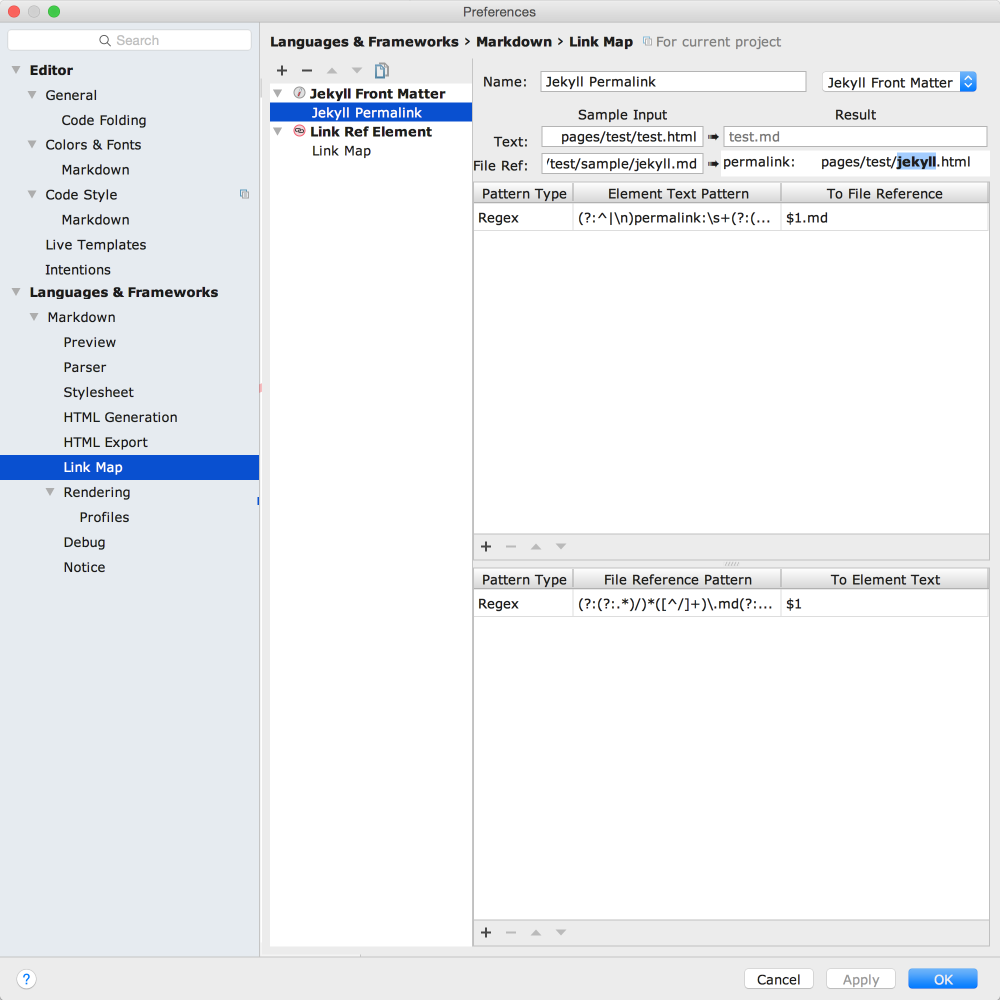 Preferences
Search
Editor
General
Code Folding
Colors & Fonts
Markdown
Code Style
Markdown
Live Templates
Intentions
Languages & Frameworks
Markdown
Preview
Parser
Stylesheet
HTML Generation
HTML Export
Link Map
Rendering
Profiles
Debug
Notice
Languages & Frameworks › Markdown › Link Map For current project
Jekyll Front Matter
Jekyll Permalink
Link Ref Element
Link Map
Name: Jekyll Permalink Jekyll Front Matter
Sample Input Result
Text: pages/test/test.html test.md
File Ref: /test/sample/jekyll.md permalink: pages/test/jekyll.html
Pattern Type Element Text Pattern To File Reference
Regex (?:^|\n)permalink:\s+(?:(... $1.md
Pattern Type File Reference Pattern To Element Text
Regex (?:(?:.*)/)*([^/]+)\.md(?:... $1
? Cancel Apply OK